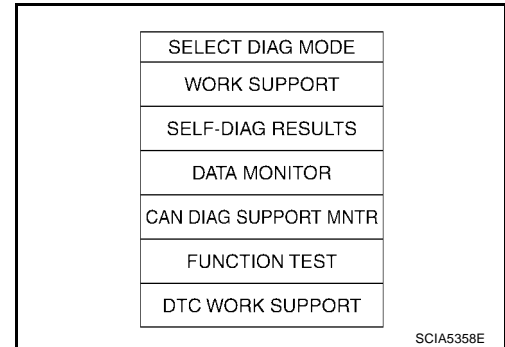 SELECT DIAG MODE
WORK SUPPORT
SELF-DIAG RESULTS
DATA MONITOR
CAN DIAG SUPPORT MNTR
FUNCTION TEST
DTC WORK SUPPORT
SCIA5358E